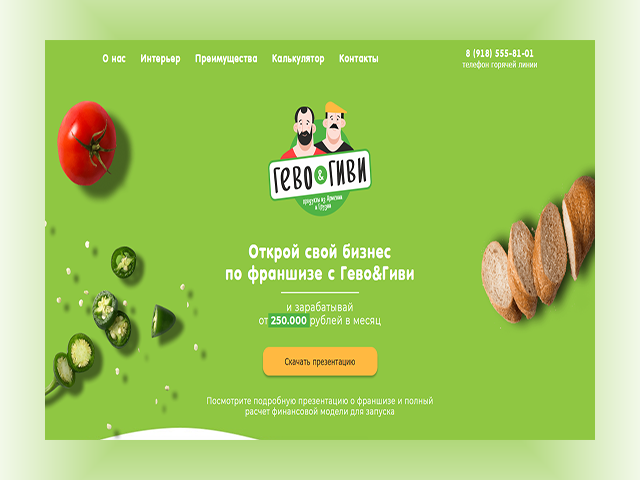 О нас Интерьер Преимущества Калькулятор Контакты
8 (918) 555-81-01
телефон горячей линии
ГЕВО & ГИВИ
продукты из Армении
и Грузии
Открой свой бизнес
по франшизе с Гево&Гиви
и зарабатывай
от 250.000 рублей в месяц
Скачать презентацию
Посмотрите подробную презентацию о франшизе и полный
расчет финансовой модели для запуска